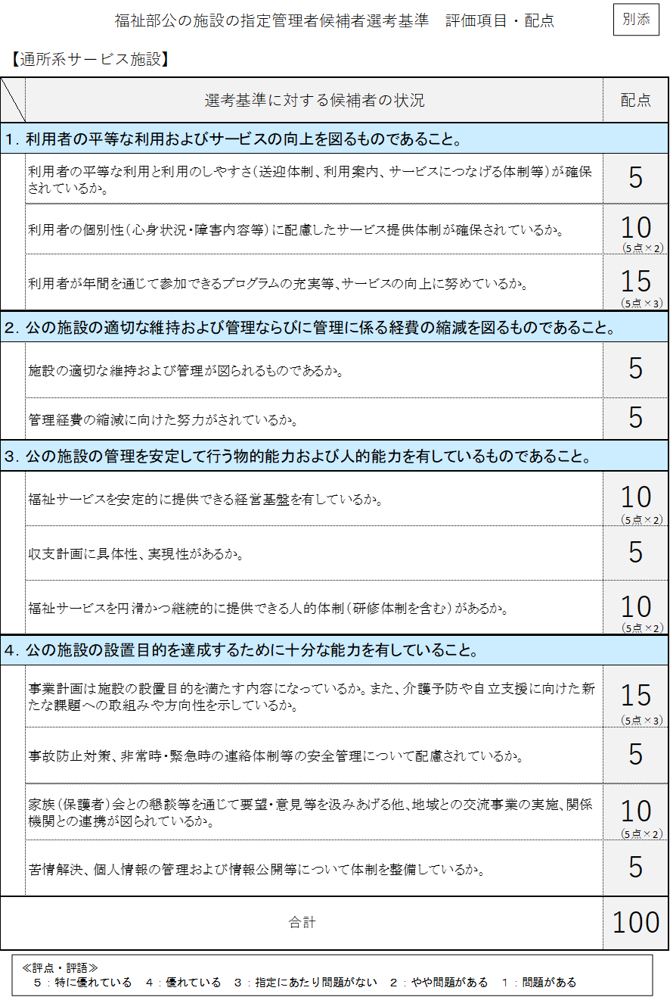 福祉部公の施設の指定管理者候補者選考基準　評価項目・配点
別添
【通所系サービス施設】
選考基準に対する候補者の状況
配点
１．利用者の平等な利用およびサービスの向上を図るものであること。
利用者の平等な利用と利用のしやすさ（送迎体制、利用案内、サービスにつなげる体制等）が確保
されているか。
5
利用者の個別性（心身状況・障害内容等）に配慮したサービス提供体制が確保されているか。
10
（5点×2）
利用者が年間を通じて参加できるプログラムの充実等、サービスの向上に努めているか。
15
（5点×3）
２．公の施設の適切な維持および管理ならびに管理に係る経費の縮減を図るものであること。
施設の適切な維持および管理が図られるものであるか。
5
管理経費の縮減に向けた努力がされているか。
5
３．公の施設の管理を安定して行う物的能力および人的能力を有しているものであること。
福祉サービスを安定的に提供できる経営基盤を有しているか。
10
（5点×2）
収支計画に具体性、実現性があるか。
5
福祉サービスを円滑かつ継続的に提供できる人的体制（研修体制を含む）があるか。
10
（5点×2）
４．公の施設の設置目的を達成するために十分な能力を有していること。
事業計画は施設の設置目的を満たす内容になっているか。また、介護予防や自立支援に向けた新
たな課題への取組みや方向性を示しているか。
15
（5点×3）
事故防止対策、非常時・緊急時の連絡体制等の安全管理について配慮されているか。
5
家族（保護者）会との懇談等を通じて要望・意見等を汲みあげる他、地域との交流事業の実施、関係
機関との連携が図られているか。
10
（5点×2）
苦情解決、個人情報の管理および情報公開等について体制を整備しているか。
5
合計
100
≪評点・評語≫
５：特に優れている　４：優れている　３：指定にあたり問題がない　２：やや問題がある　１：問題がある